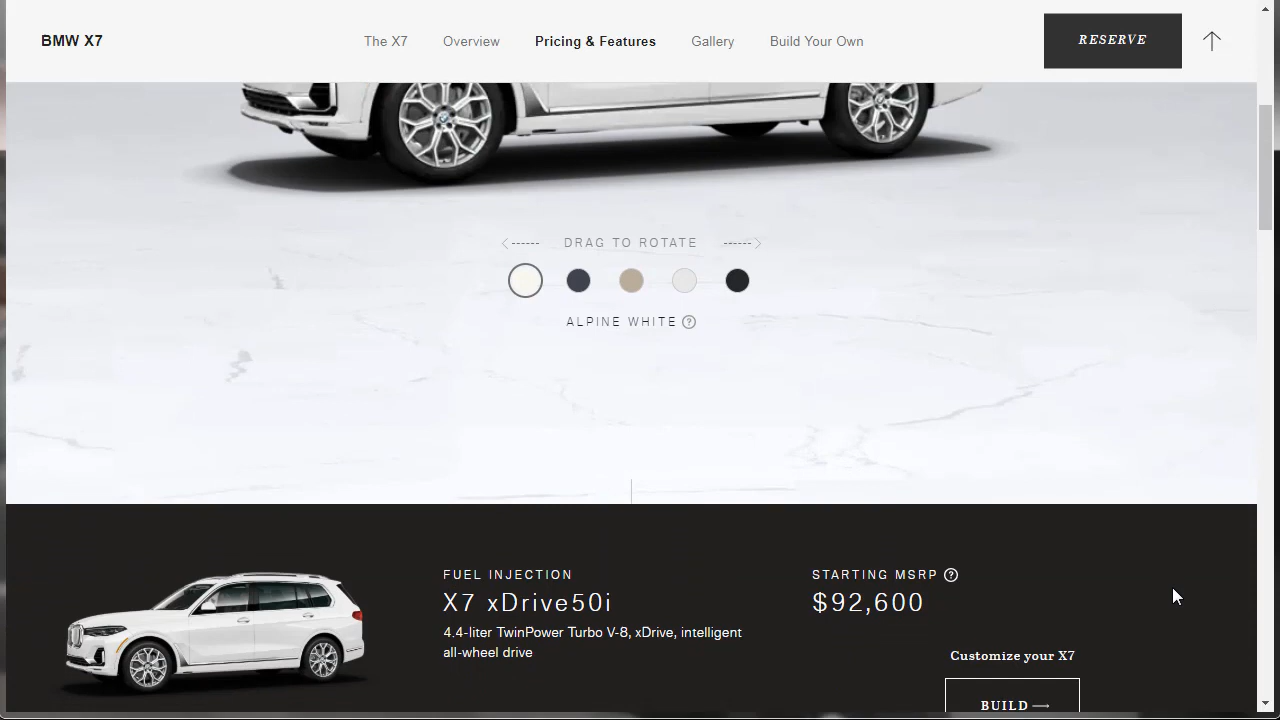 BMW X7
The X7
Overview
Pricing & Features
Gallery
Build Your Own
RESERVE
DRAG TO ROTATE
ALPINE WHITE ?
FUEL INJECTION
X7 xDrive50i
4.4-liter TwinPower Turbo V-8, xDrive, intelligent
all-wheel drive
STARTING MSRP ?
$92,600
Customize your X7
BUILD